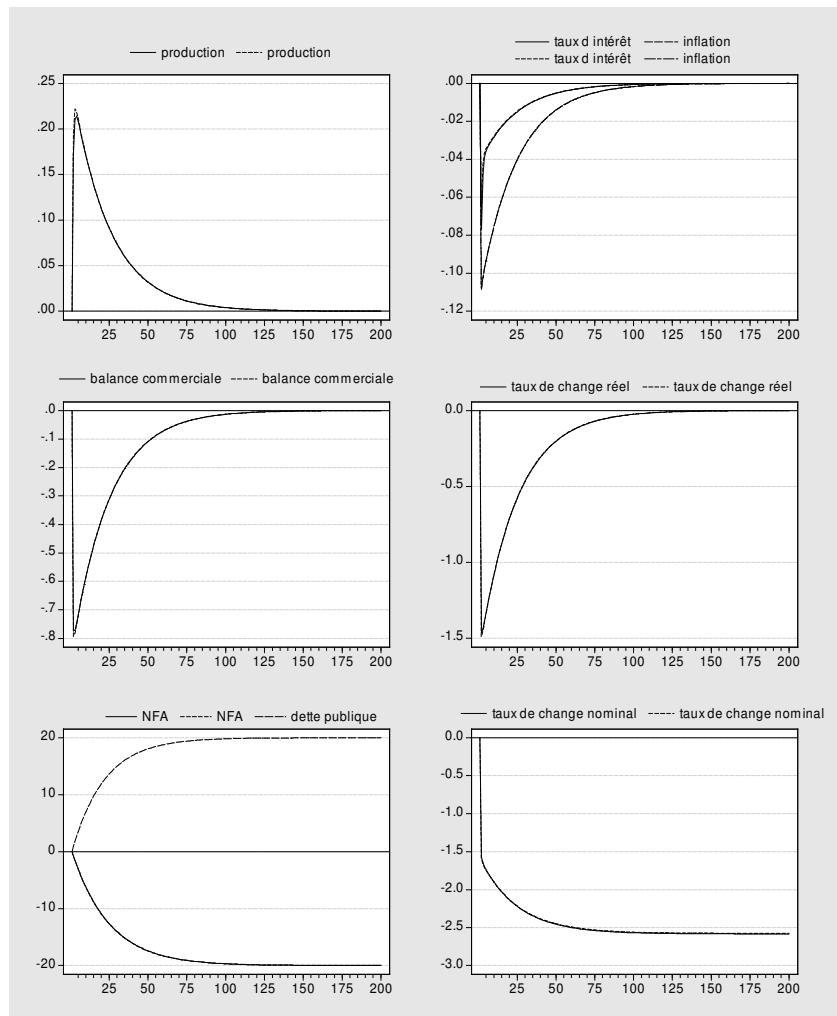 production production
.25
.20
.15
.10
.05
.00
25 50 75 100 125 150 175 200
taux d intérêt inflation
taux d intérêt inflation
.00
-.02
-.04
-.06
-.08
-.10
-.12
25 50 75 100 125 150 175 200
balance commerciale balance commerciale
.0
-.1
-.2
-.3
-.4
-.5
-.6
-.7
-.8
25 50 75 100 125 150 175 200
taux de change réel taux de change réel
0.0
-0.5
-1.0
-1.5
25 50 75 100 125 150 175 200
NFA NFA dette publique
20
10
0
-10
-20
25 50 75 100 125 150 175 200
taux de change nominal taux de change nominal
0.0
-0.5
-1.0
-1.5
-2.0
-2.5
-3.0
25 50 75 100 125 150 175 200